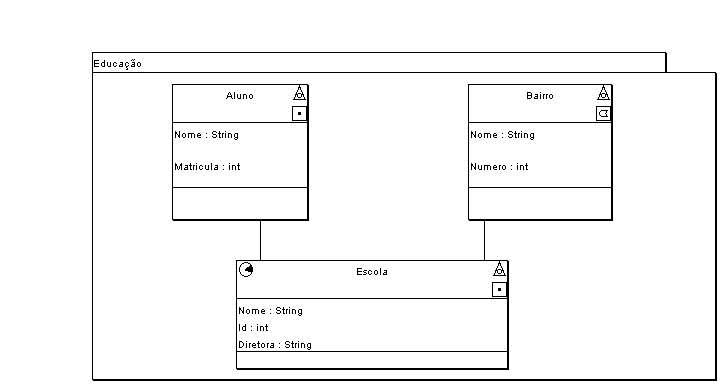 Educação
Aluno
Nome : String
Matricula : int
Bairro
Nome : String
Numero : int
Escola
Nome : String
Id : int
Diretora : String